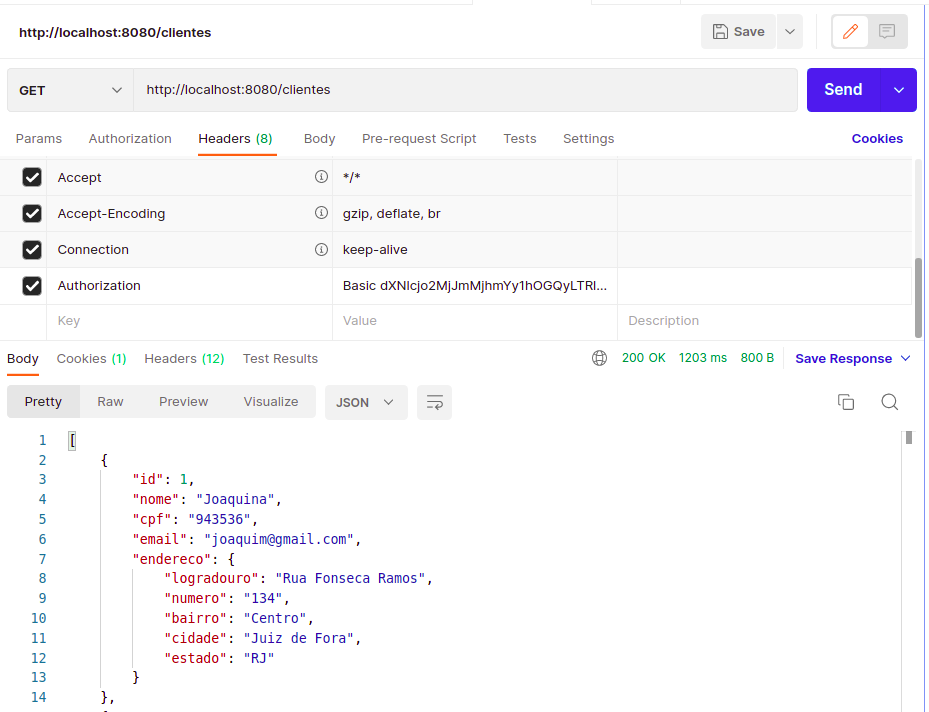 http://localhost:8080/clientes
Save
GET
http://localhost:8080/clientes
Send
Params Authorization Headers (8) Body Pre-request Script Tests Settings Cookies
Accept */*
Accept-Encoding gzip, deflate, br
Connection keep-alive
Authorization Basic dXNlcjo2MjJmMjhmYy1hOGQyLTRl...
Key Value Description
Body Cookies (1) Headers (12) Test Results 200 OK 1203 ms 800 B Save Response
Pretty Raw Preview Visualize JSON
1 [
2 {
3 "id": 1,
4 "nome": "Joaquina",
5 "cpf": "943536",
6 "email": "joaquim@gmail.com",
7 "endereco": {
8 "logradouro": "Rua Fonseca Ramos",
9 "numero": "134",
10 "bairro": "Centro",
11 "cidade": "Juiz de Fora",
12 "estado": "RJ"
13 }
14 },